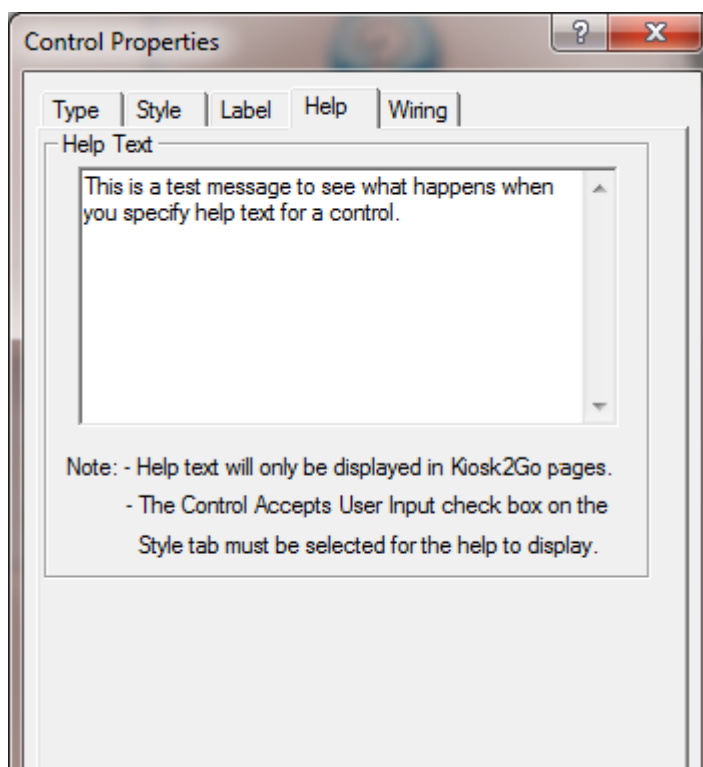 Control Properties
Type Style Label Help Wiring
Help Text
This is a test message to see what happens when
you specify help text for a control.
Note: - Help text will only be displayed in Kiosk2Go pages.
- The Control Accepts User Input check box on the
Style tab must be selected for the help to display.